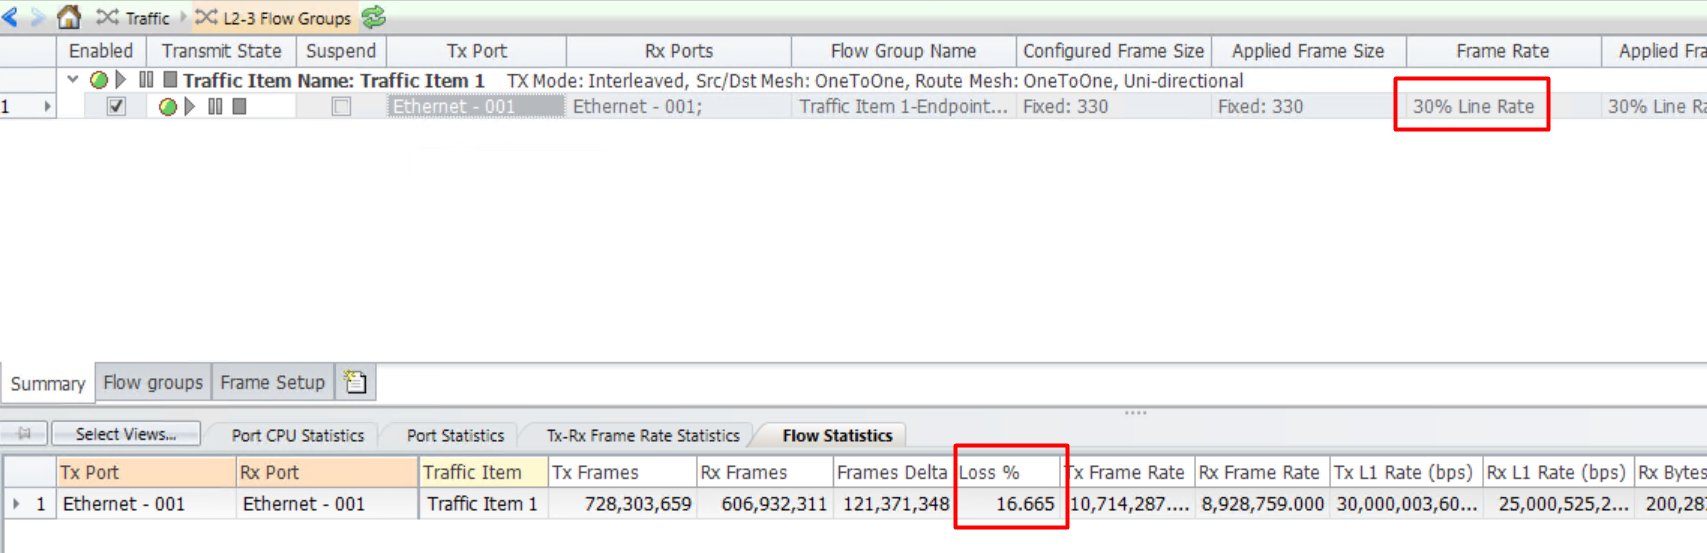 Traffic L2-3 Flow Groups
Enabled Transmit State Suspend Tx Port Rx Ports Flow Group Name Configured Frame Size Applied Frame Size Frame Rate Applied Fra
Traffic Item Name: Traffic Item 1 TX Mode: Interleaved, Src/Dst Mesh: OneToOne, Route Mesh: OneToOne, Uni-directional
1 Ethernet - 001 Ethernet - 001; Traffic Item 1-Endpoint... Fixed: 330 Fixed: 330 30% Line Rate 30% Line Ra
Summary Flow groups Frame Setup
Select Views... Port CPU Statistics Port Statistics Tx-Rx Frame Rate Statistics Flow Statistics
Tx Port Rx Port Traffic Item Tx Frames Rx Frames Frames Delta Loss % Tx Frame Rate Rx Frame Rate Tx L1 Rate (bps) Rx L1 Rate (bps) Rx Bytes
1 Ethernet - 001 Ethernet - 001 Traffic Item 1 728,303,659 606,932,311 121,371,348 16.665 10,714,287.... 8,928,759.000 30,000,003,60... 25,000,525,2... 200,287